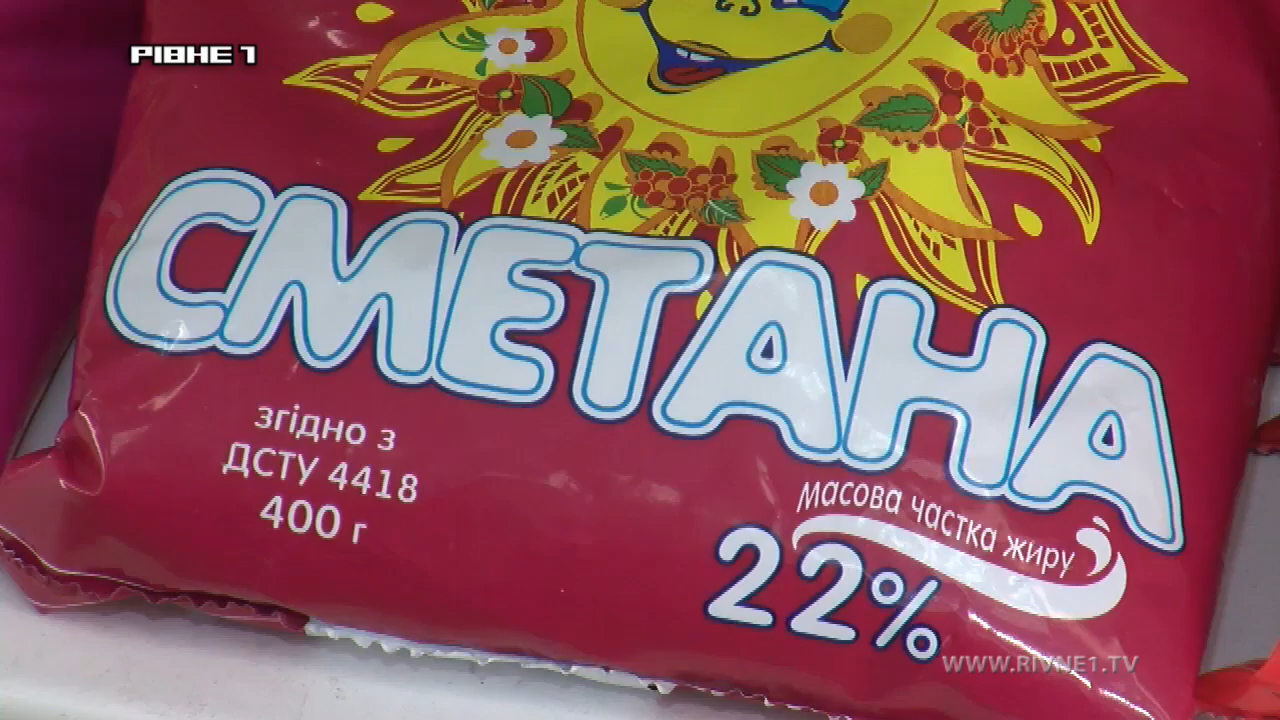 РІВНЕ 1
СМЕТАНА
згідно з
ДСТУ 4418
400 г
Масова частка жиру
22%
WWW.RIVNE1.TV